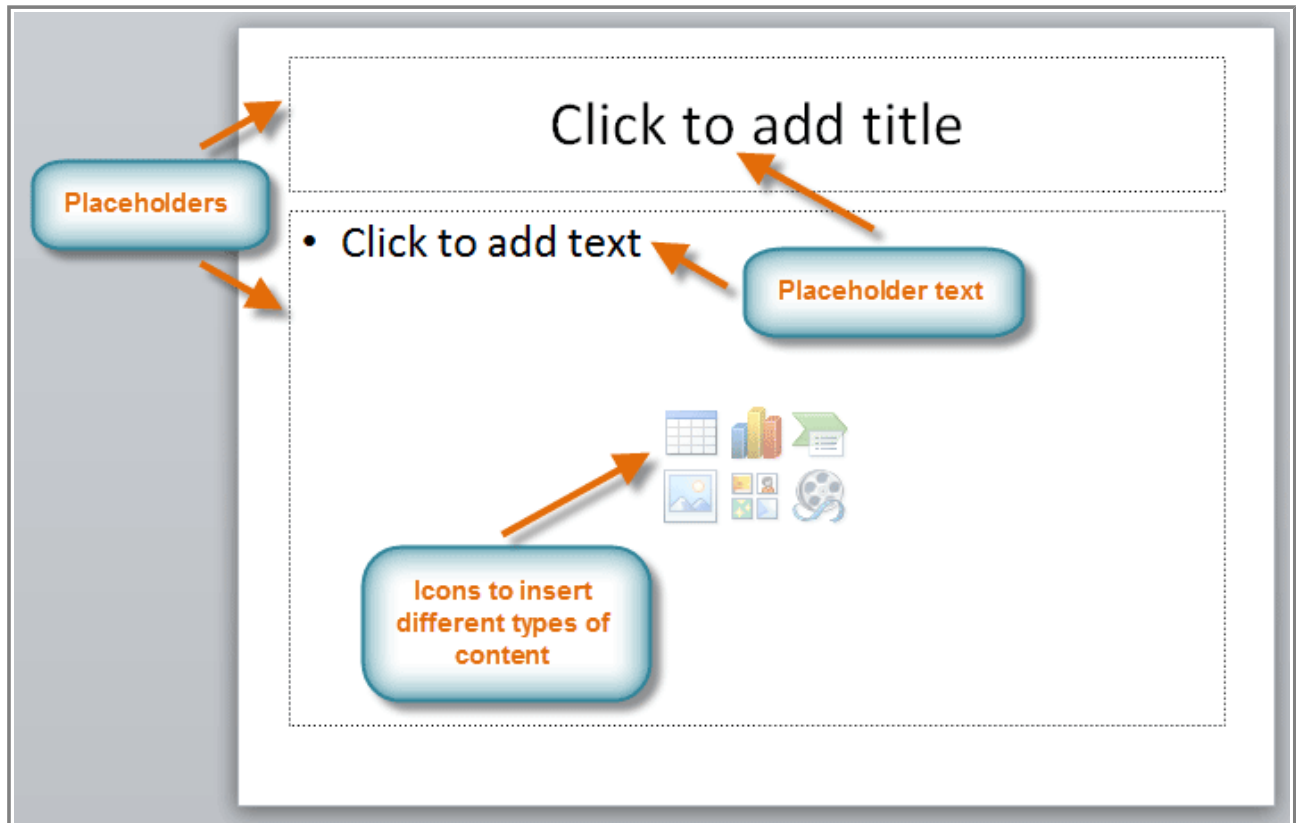 Click to add title
Placeholders
• Click to add text
Placeholder text
Icons to insert
different types of
content